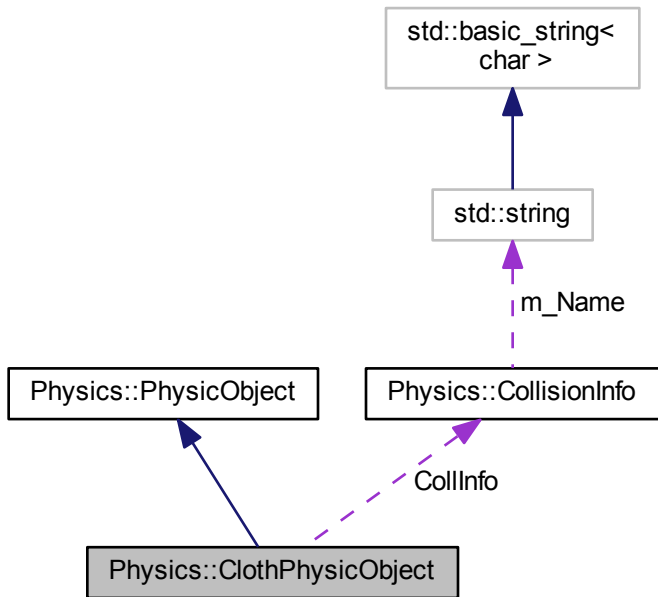 std::basic_string<
char >
std::string
m_Name
Physics::PhysicObject
Physics::CollisionInfo
CollInfo
Physics::ClothPhysicObject